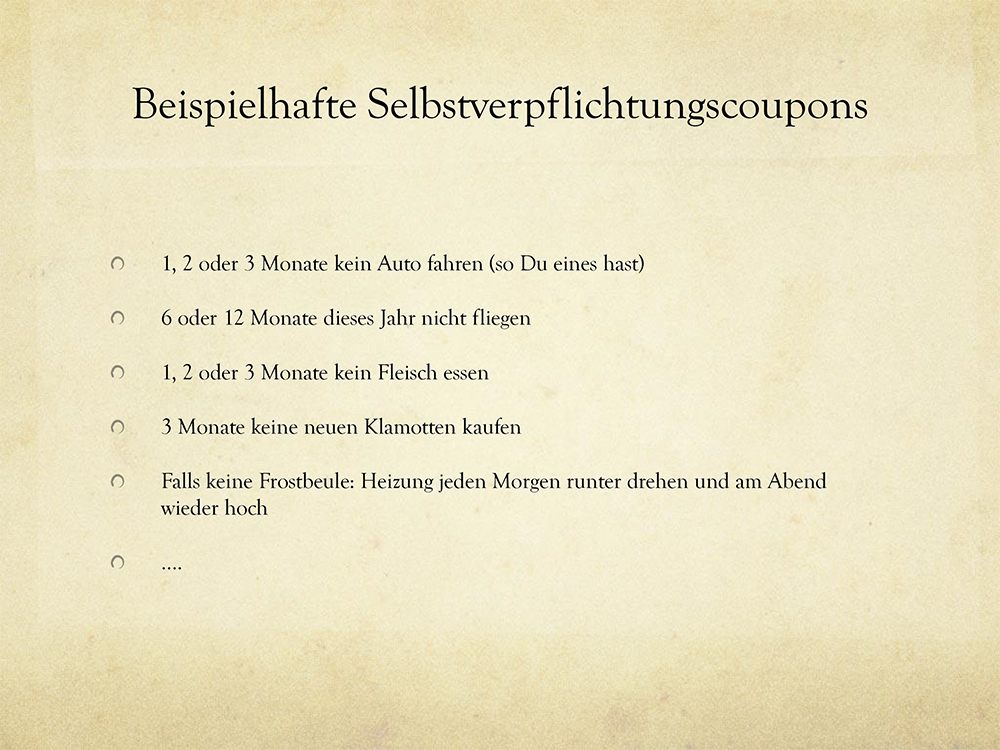 Beispielhafte Selbstverpflichtungscoupons
1, 2 oder 3 Monate kein Auto fahren (so Du eines hast)
6 oder 12 Monate dieses Jahr nicht fliegen
1, 2 oder 3 Monate kein Fleisch essen
3 Monate keine neuen Klamotten kaufen
Falls keine Frostbeule: Heizung jeden Morgen runter drehen und am Abend
wieder hoch
....